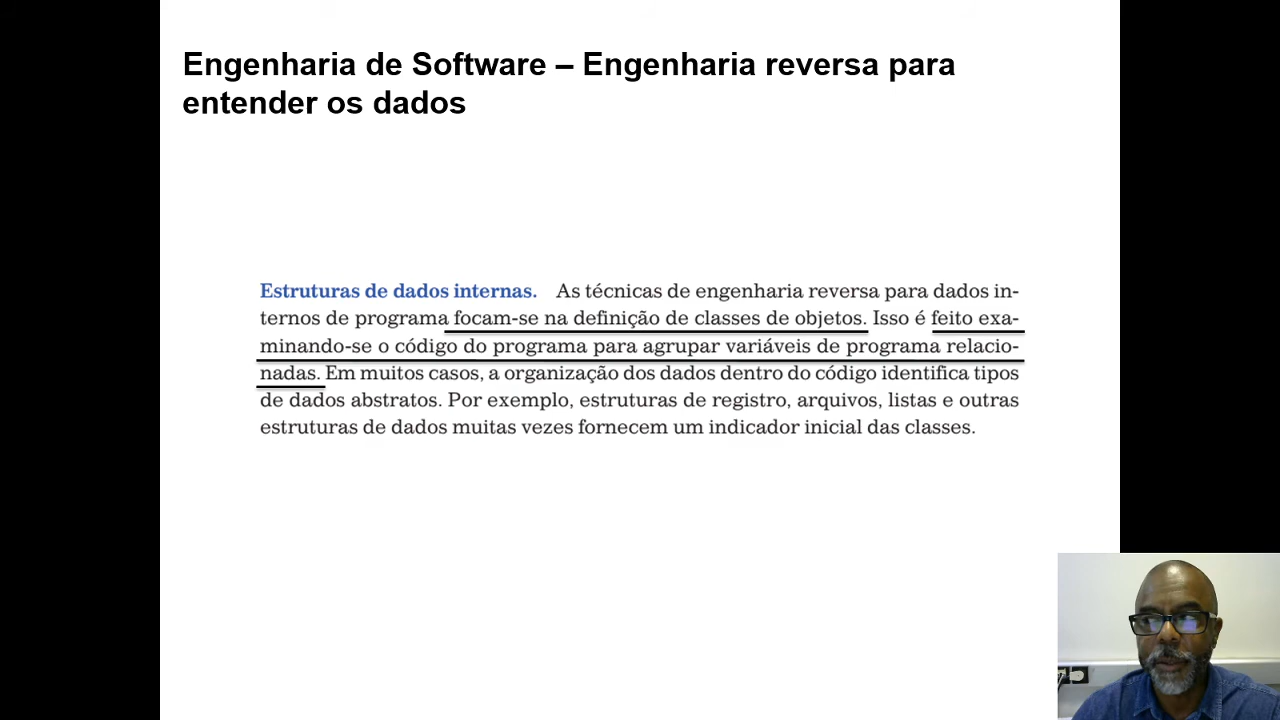 Engenharia de Software – Engenharia reversa para
entender os dados
Estruturas de dados internas. As técnicas de engenharia reversa para dados in-
ternos de programa focam-se na definição de classes de objetos. Isso é feito exa-
minando-se o código do programa para agrupar variáveis de programa relacio-
nadas. Em muitos casos, a organização dos dados dentro do código identifica tipos
de dados abstratos. Por exemplo, estruturas de registro, arquivos, listas e outras
estruturas de dados muitas vezes fornecem um indicador inicial das classes.